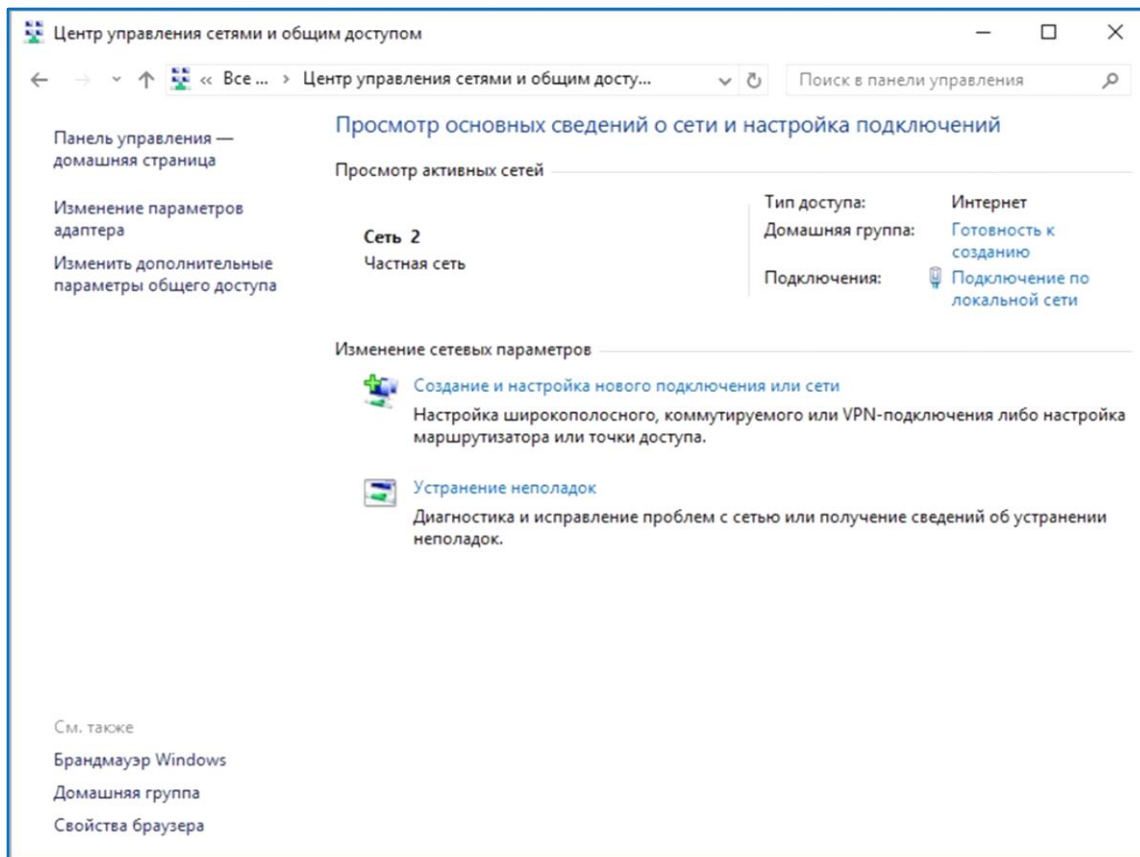 Центр управления сетями и общим доступом
« Все ... › Центр управления сетями и общим досту...
Поиск в панели управления
Панель управления —
домашняя страница
Изменение параметров
адаптера
Изменить дополнительные
параметры общего доступа
Просмотр основных сведений о сети и настройка подключений
Просмотр активных сетей
Сеть 2
Частная сеть
Тип доступа: Интернет
Домашняя группа: Готовность к
созданию
Подключения: Подключение по
локальной сети
Изменение сетевых параметров
Создание и настройка нового подключения или сети
Настройка широкополосного, коммутируемого или VPN-подключения либо настройка
маршрутизатора или точки доступа.
Устранение неполадок
Диагностика и исправление проблем с сетью или получение сведений об устранении
неполадок.
См. также
Брандмауэр Windows
Домашняя группа
Свойства браузера